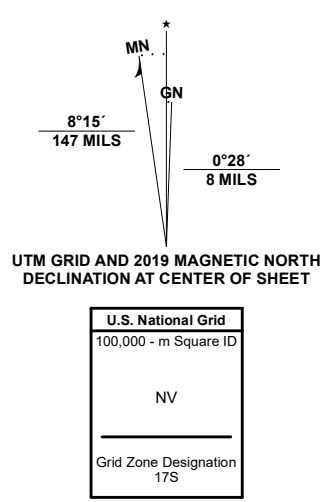 ★
MN
GN
8°15´
147 MILS
0°28´
8 MILS
UTM GRID AND 2019 MAGNETIC NORTH
DECLINATION AT CENTER OF SHEET
U.S. National Grid
100,000 - m Square ID
NV
Grid Zone Designation
17S